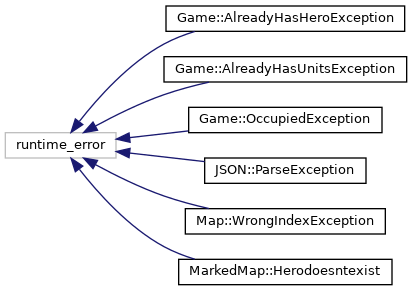 Game::AlreadyHasHeroException
Game::AlreadyHasUnitsException
Game::OccupiedException
runtime_error
JSON::ParseException
Map::WrongIndexException
MarkedMap::Herodoesntexist